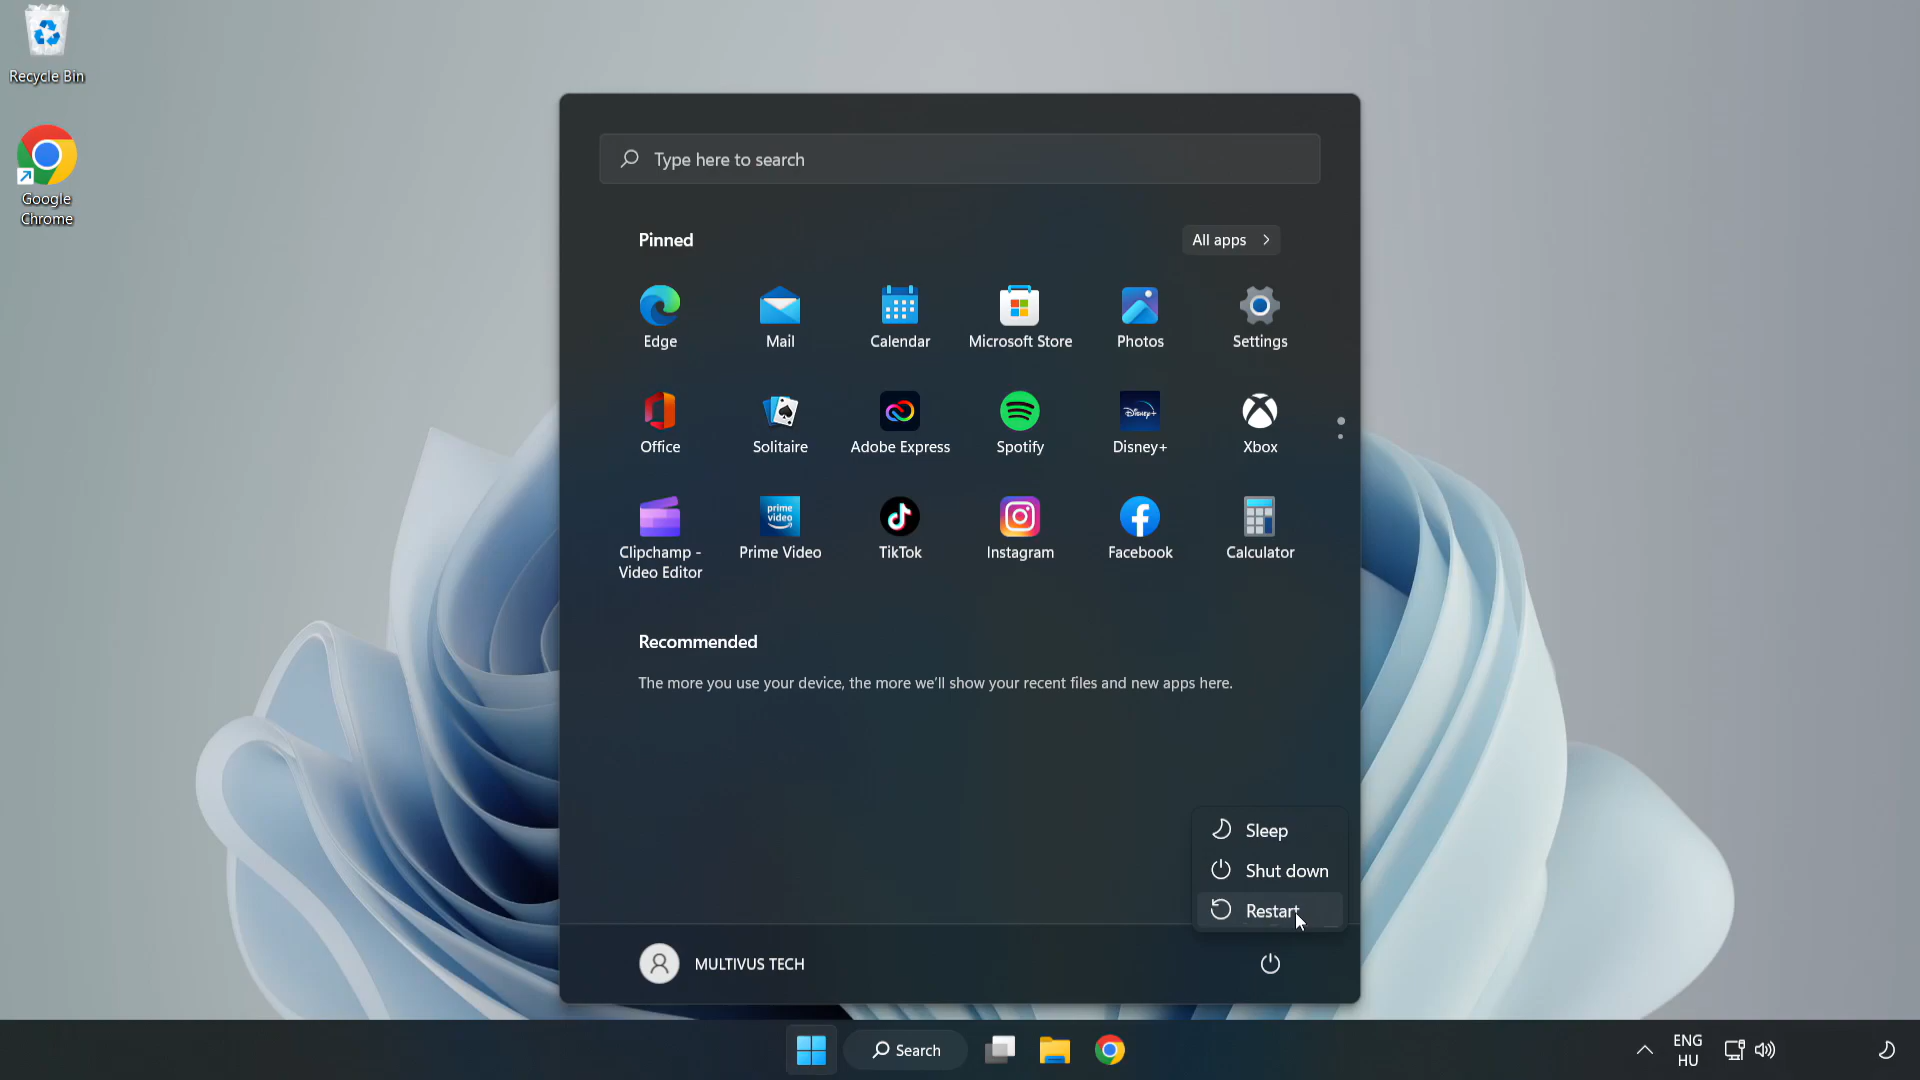 Recycle Bin
Google
Chrome
Type here to search
Pinned
All apps
Edge
Mail
Calendar
Microsoft Store
Photos
Settings
Office
Solitaire
Adobe Express
Spotify
Disney+
Disney+
Xbox
prime
video
Clipchamp -
Video Editor
Prime Video
TikTok
Instagram
Facebook
Calculator
Recommended
The more you use your device, the more we'll show your recent files and new apps here.
Sleep
Shut down
Restart
MULTIVUS TECH
Search
ENG
HU